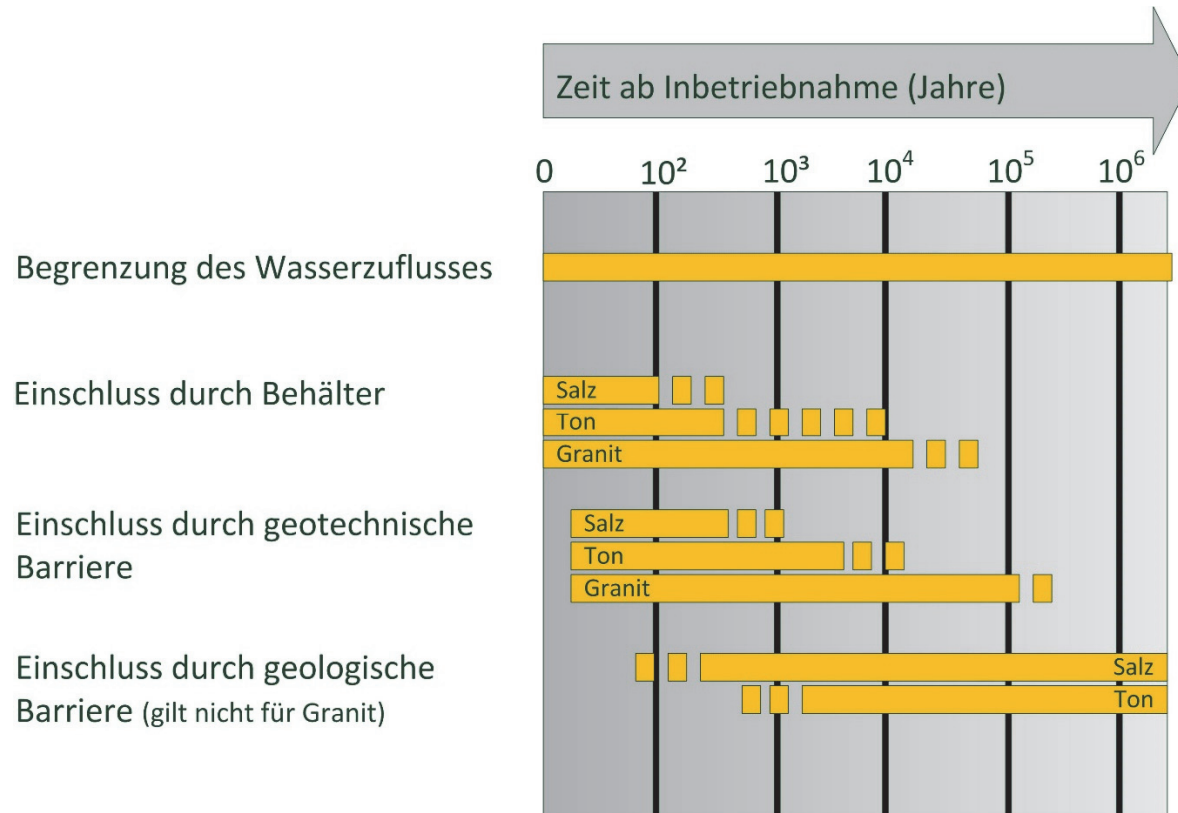 Zeit ab Inbetriebnahme (Jahre)
0 10² 10³ 10⁴ 10⁵ 10⁶
Begrenzung des Wasserzuflusses
Einschluss durch Behälter
Salz
Ton
Granit
Einschluss durch geotechnische
Barriere
Salz
Ton
Granit
Einschluss durch geologische
Barriere (gilt nicht für Granit)
Salz
Ton